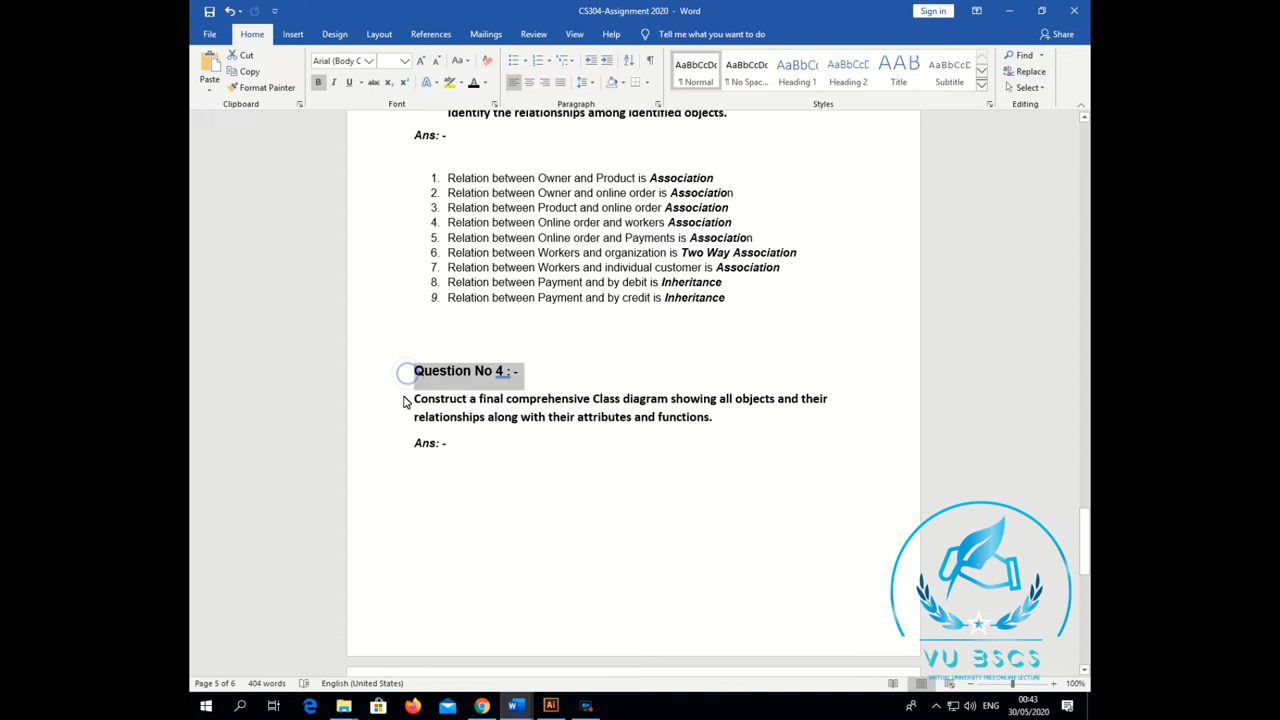 CS304-Assignment 2020 - Word
Sign in
File Home Insert Design Layout References Mailings Review View Help Tell me what you want to do Share
Paste
Cut
Copy
Format Painter
Clipboard
Arial (Body C
Font
Paragraph
AaBbCcDc AaBbCcDc AaBbCc AaBbCcD AABB AaBbCcD
¶ Normal ¶ No Spac... Heading 1 Heading 2 Title Subtitle
Styles
Find
Replace
Select
Editing
Identify the relationships among identified objects.
Ans: -
1. Relation between Owner and Product is Association
2. Relation between Owner and online order is Association
3. Relation between Product and online order Association
4. Relation between Online order and workers Association
5. Relation between Online order and Payments is Association
6. Relation between Workers and organization is Two Way Association
7. Relation between Workers and individual customer is Association
8. Relation between Payment and by debit is Inheritance
9. Relation between Payment and by credit is Inheritance
Question No 4 : -
Construct a final comprehensive Class diagram showing all objects and their
relationships along with their attributes and functions.
Ans: -
VU BSCS
VIRTUAL UNIVERSITY FREE ONLINE LECTURE
Page 5 of 6 404 words English (United States) 100%
ENG
00:43
30/05/2020